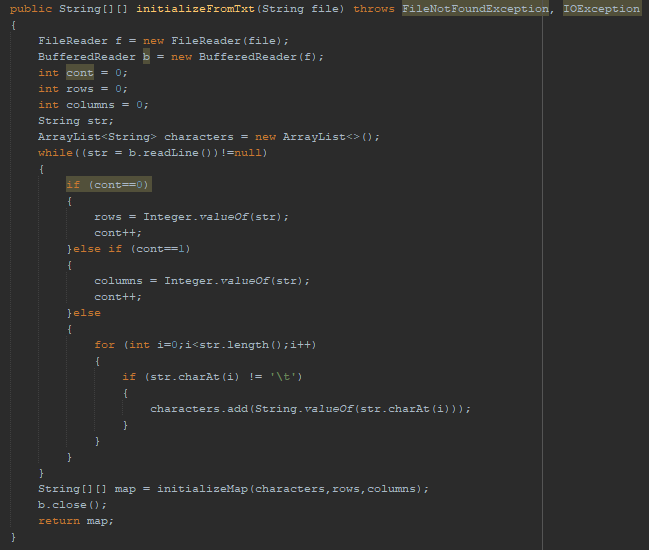 public String[][] initializeFromTxt(String file) throws FileNotFoundException, IOException
{
FileReader f = new FileReader(file);
BufferedReader b = new BufferedReader(f);
int cont = 0;
int rows = 0;
int columns = 0;
String str;
ArrayList<String> characters = new ArrayList<>();
while((str = b.readLine())!=null)
{
if (cont==0)
{
rows = Integer.valueOf(str);
cont++;
}else if (cont==1)
{
columns = Integer.valueOf(str);
cont++;
}else
{
for (int i=0;i<str.length();i++)
{
if (str.charAt(i) != '\t')
{
characters.add(String.valueOf(str.charAt(i)));
}
}
}
}
String[][] map = initializeMap(characters,rows,columns);
b.close();
return map;
}